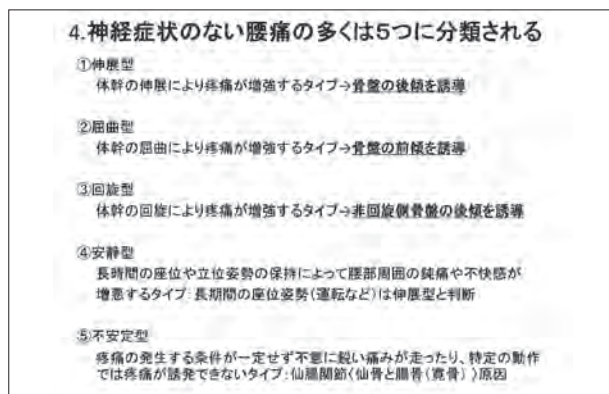 4.神経症状のない腰痛の多くは5つに分類される
①伸展型
体幹の伸展により疼痛が増強するタイプ→骨盤の後傾を誘導
②屈曲型
体幹の屈曲により疼痛が増強するタイプ→骨盤の前傾を誘導
③回旋型
体幹の回旋により疼痛が増強するタイプ→非回旋側骨盤の後傾を誘導
④安静型
長時間の座位や立位姿勢の保持によって腰部周囲の鈍痛や不快感が
増悪するタイプ:長期間の座位姿勢(運転など)は伸展型と判断
⑤不安定型
疼痛の発生する条件が一定せず不意に鋭い痛みが走ったり、特定の動作
では疼痛が誘発できないタイプ:仙腸関節〈仙骨と腸骨(寛骨)〉原因